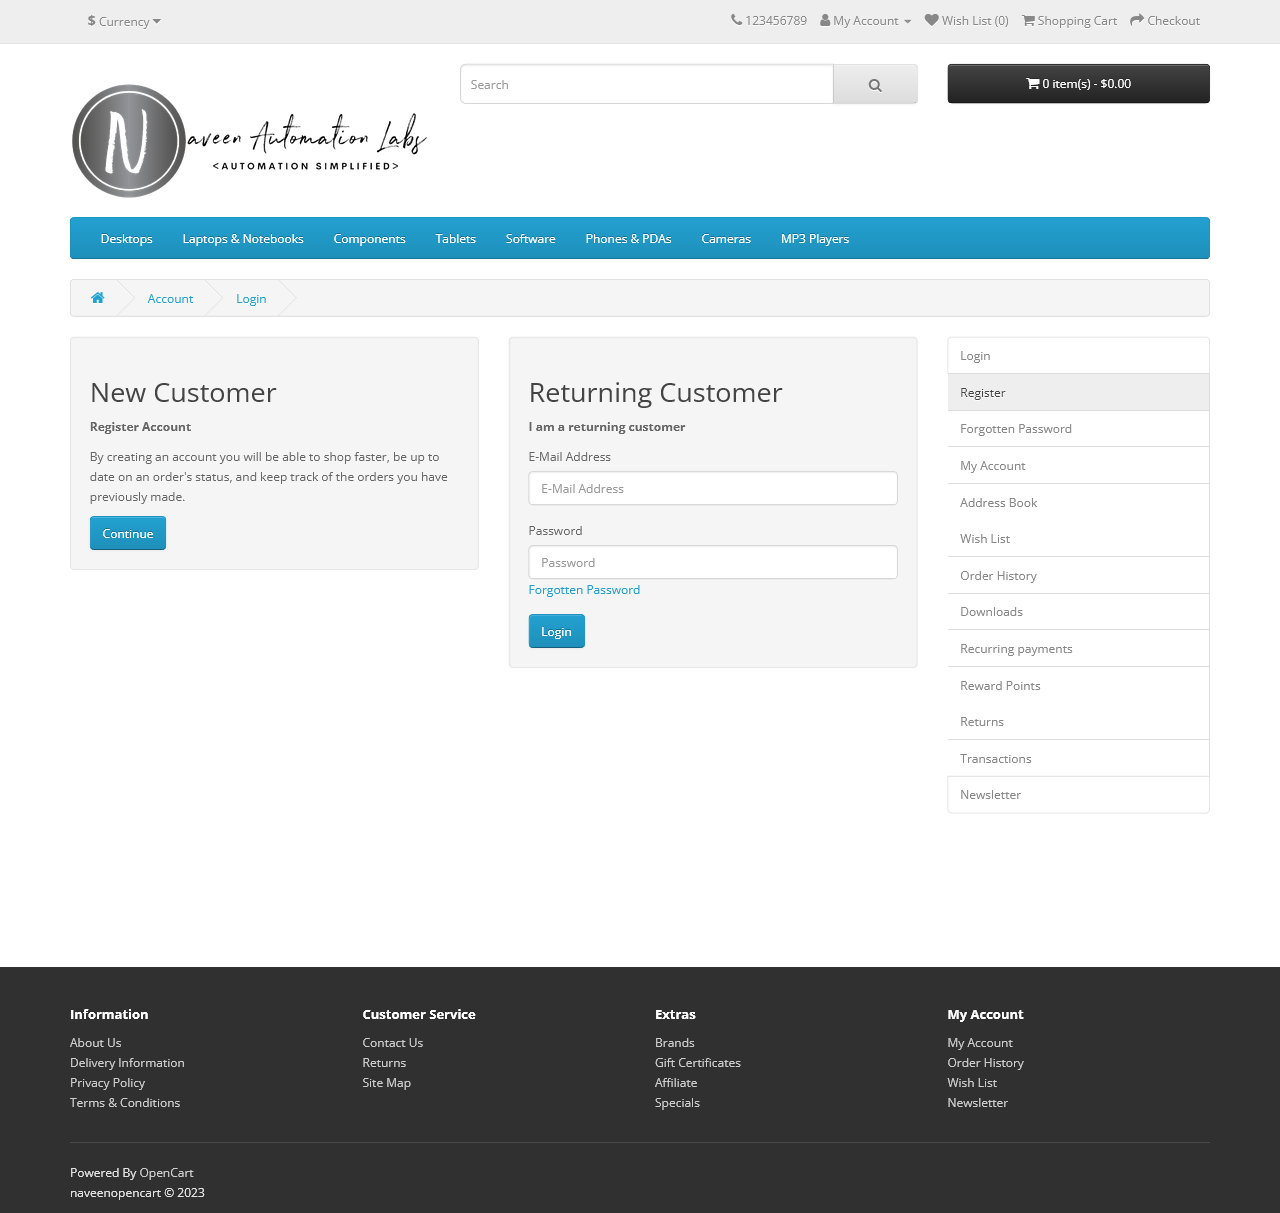 $ Currency
123456789 My Account Wish List (0) Shopping Cart Checkout
Search
0 item(s) - $0.00
N
aveen Automation Labs
<AUTOMATION SIMPLIFIED>
Desktops Laptops & Notebooks Components Tablets Software Phones & PDAs Cameras MP3 Players
Account Login
New Customer
Register Account
By creating an account you will be able to shop faster, be up to
date on an order's status, and keep track of the orders you have
previously made.
Continue
Returning Customer
I am a returning customer
E-Mail Address
E-Mail Address
Password
Password
Forgotten Password
Login
Login
Register
Forgotten Password
My Account
Address Book
Wish List
Order History
Downloads
Recurring payments
Reward Points
Returns
Transactions
Newsletter
Information
About Us
Delivery Information
Privacy Policy
Terms & Conditions
Customer Service
Contact Us
Returns
Site Map
Extras
Brands
Gift Certificates
Affiliate
Specials
My Account
My Account
Order History
Wish List
Newsletter
Powered By OpenCart
naveenopencart © 2023